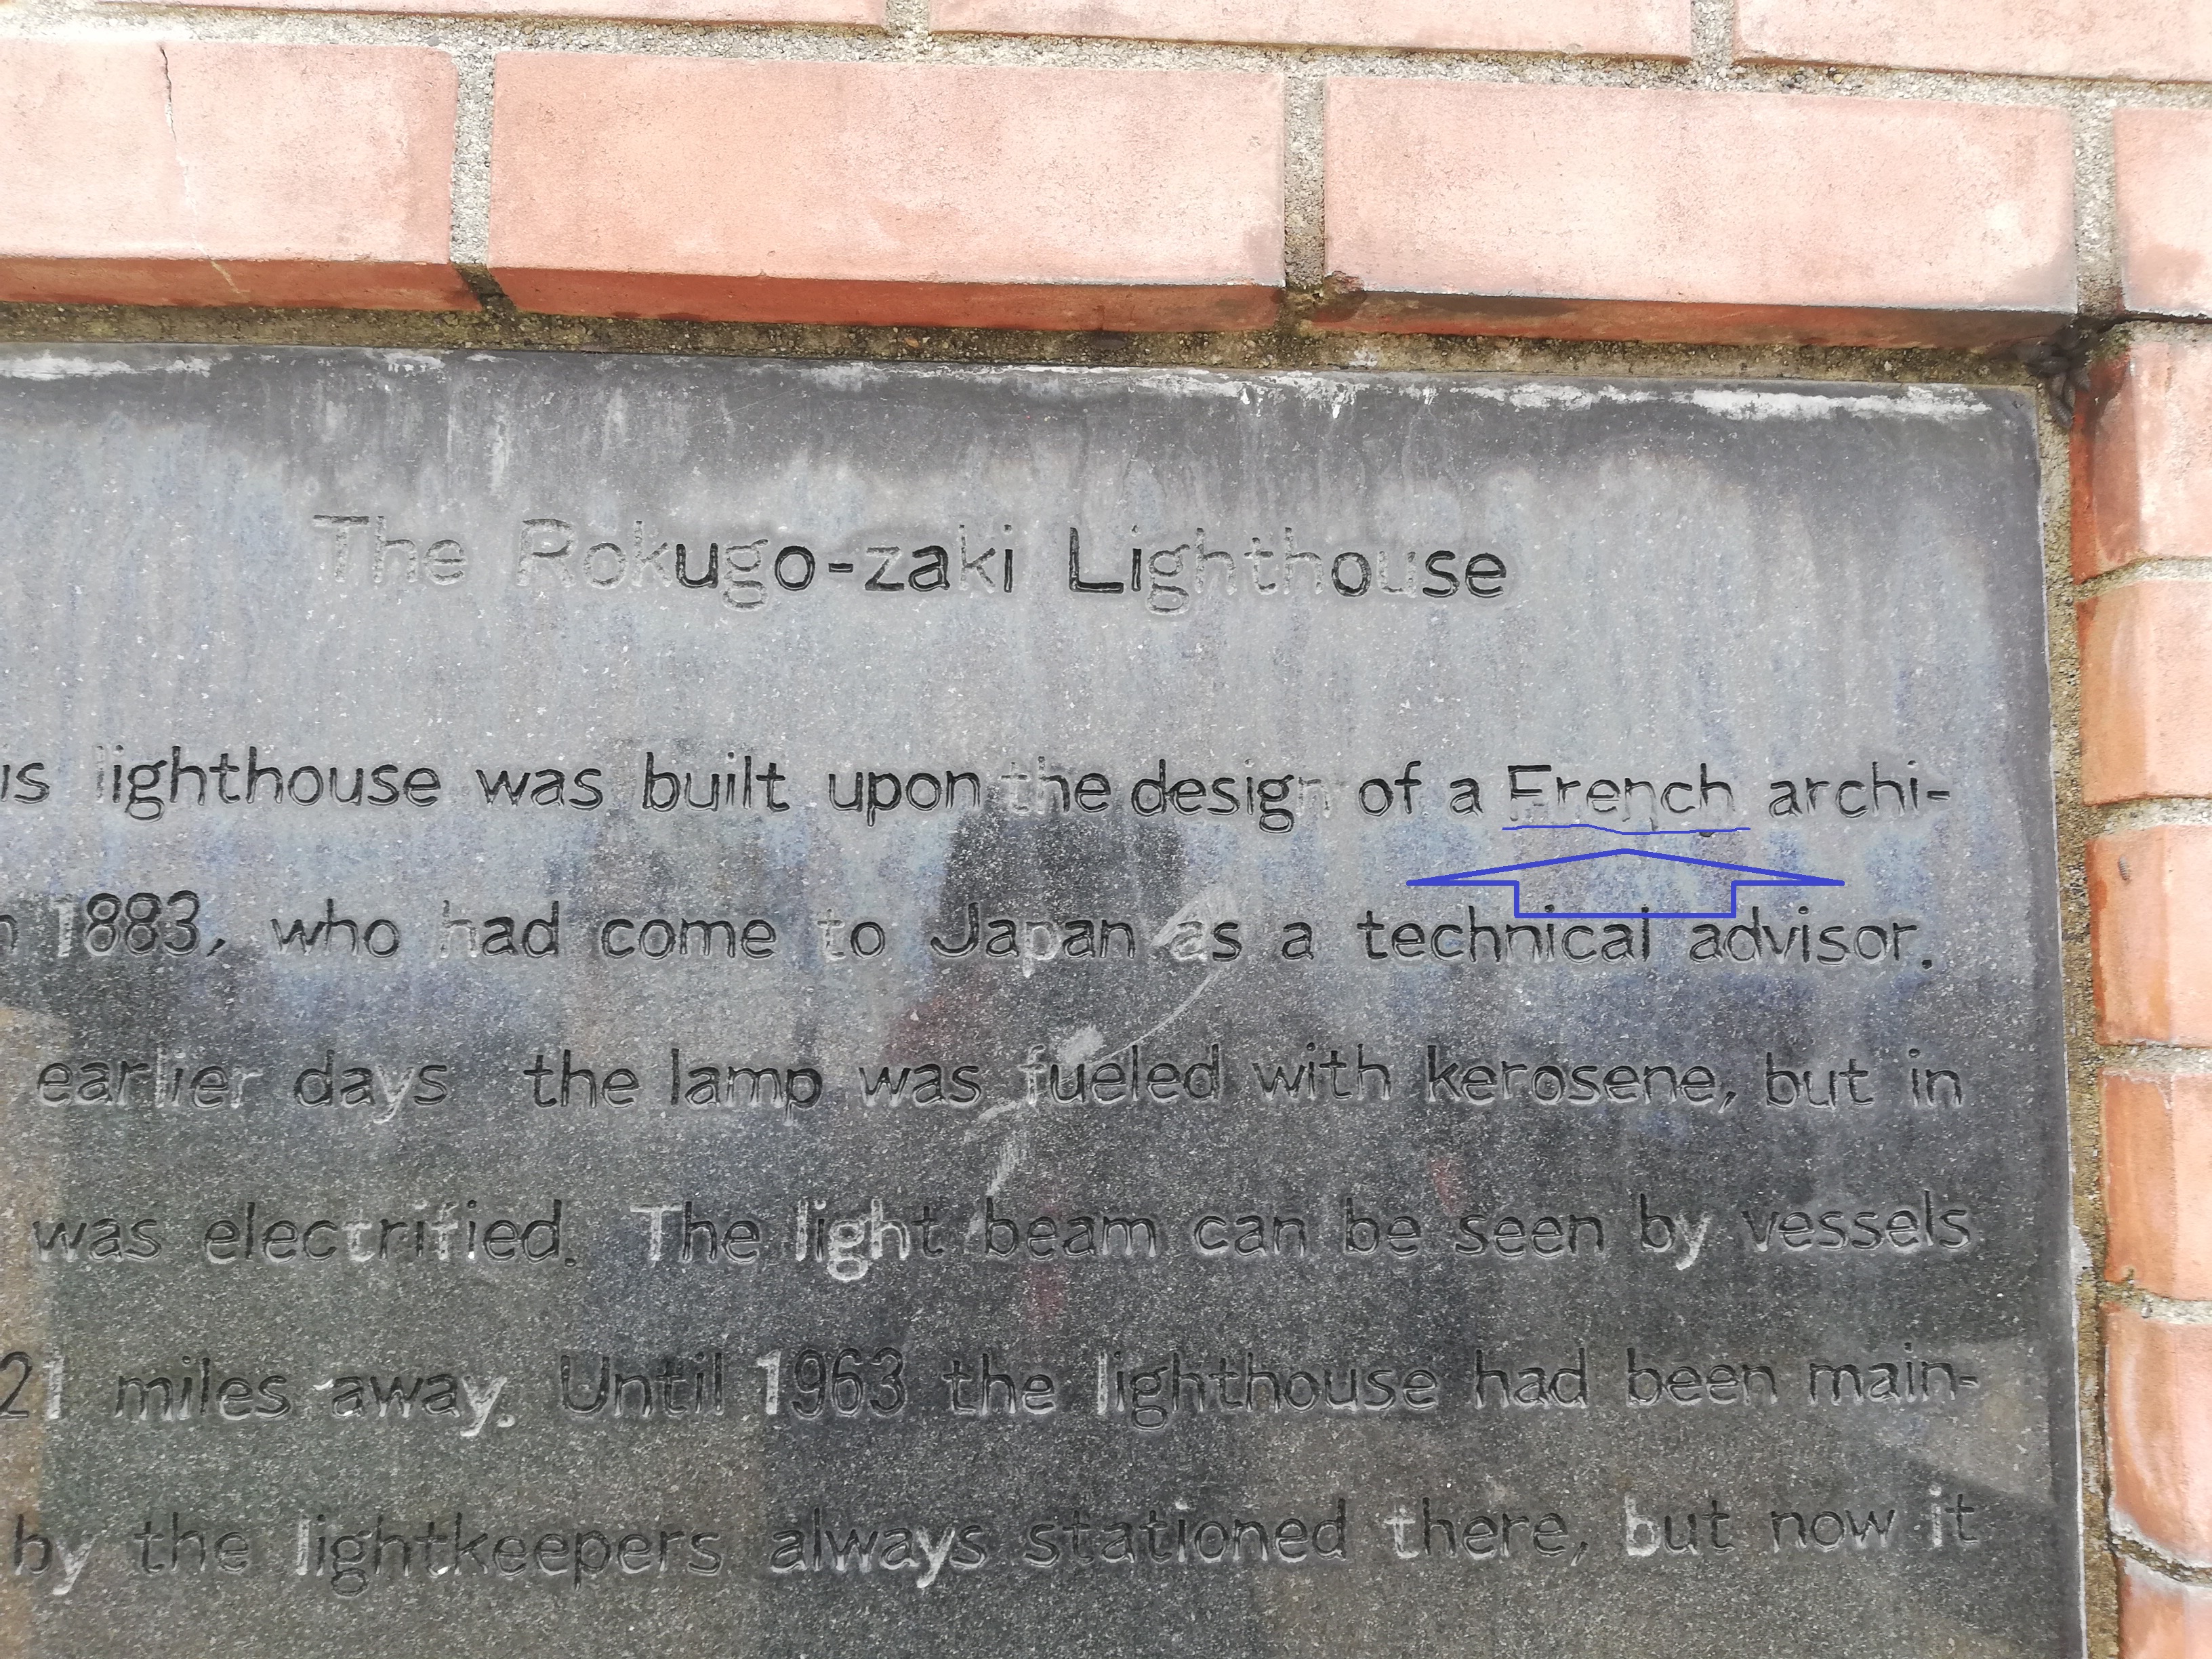 The Rokugo-zaki Lighthouse
is lighthouse was built upon the design of a French archi-
n 1883, who had come to Japan as a technical advisor.
earlier days the lamp was fueled with kerosene, but in
was electrified. The light beam can be seen by vessels
21 miles away. Until 1963 the lighthouse had been main-
by the lightkeepers always stationed there, but now it